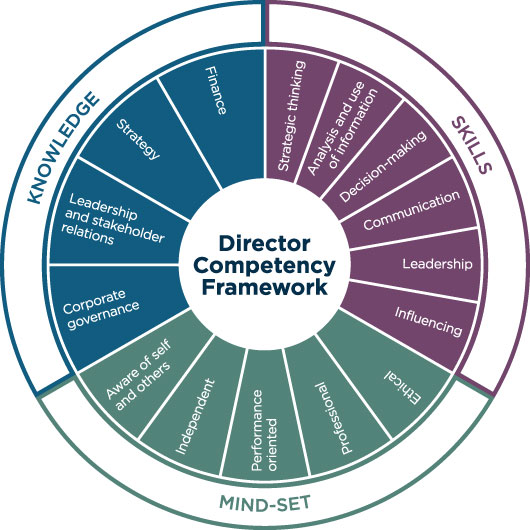 Director
Competency
Framework
KNOWLEDGE
Corporate
governance
Leadership
and stakeholder
relations
Strategy
Finance
SKILLS
Strategic thinking
Analysis and use
of information
Decision-making
Communication
Leadership
Influencing
MIND-SET
Ethical
Professional
Performance
oriented
Independent
Aware of self
and others